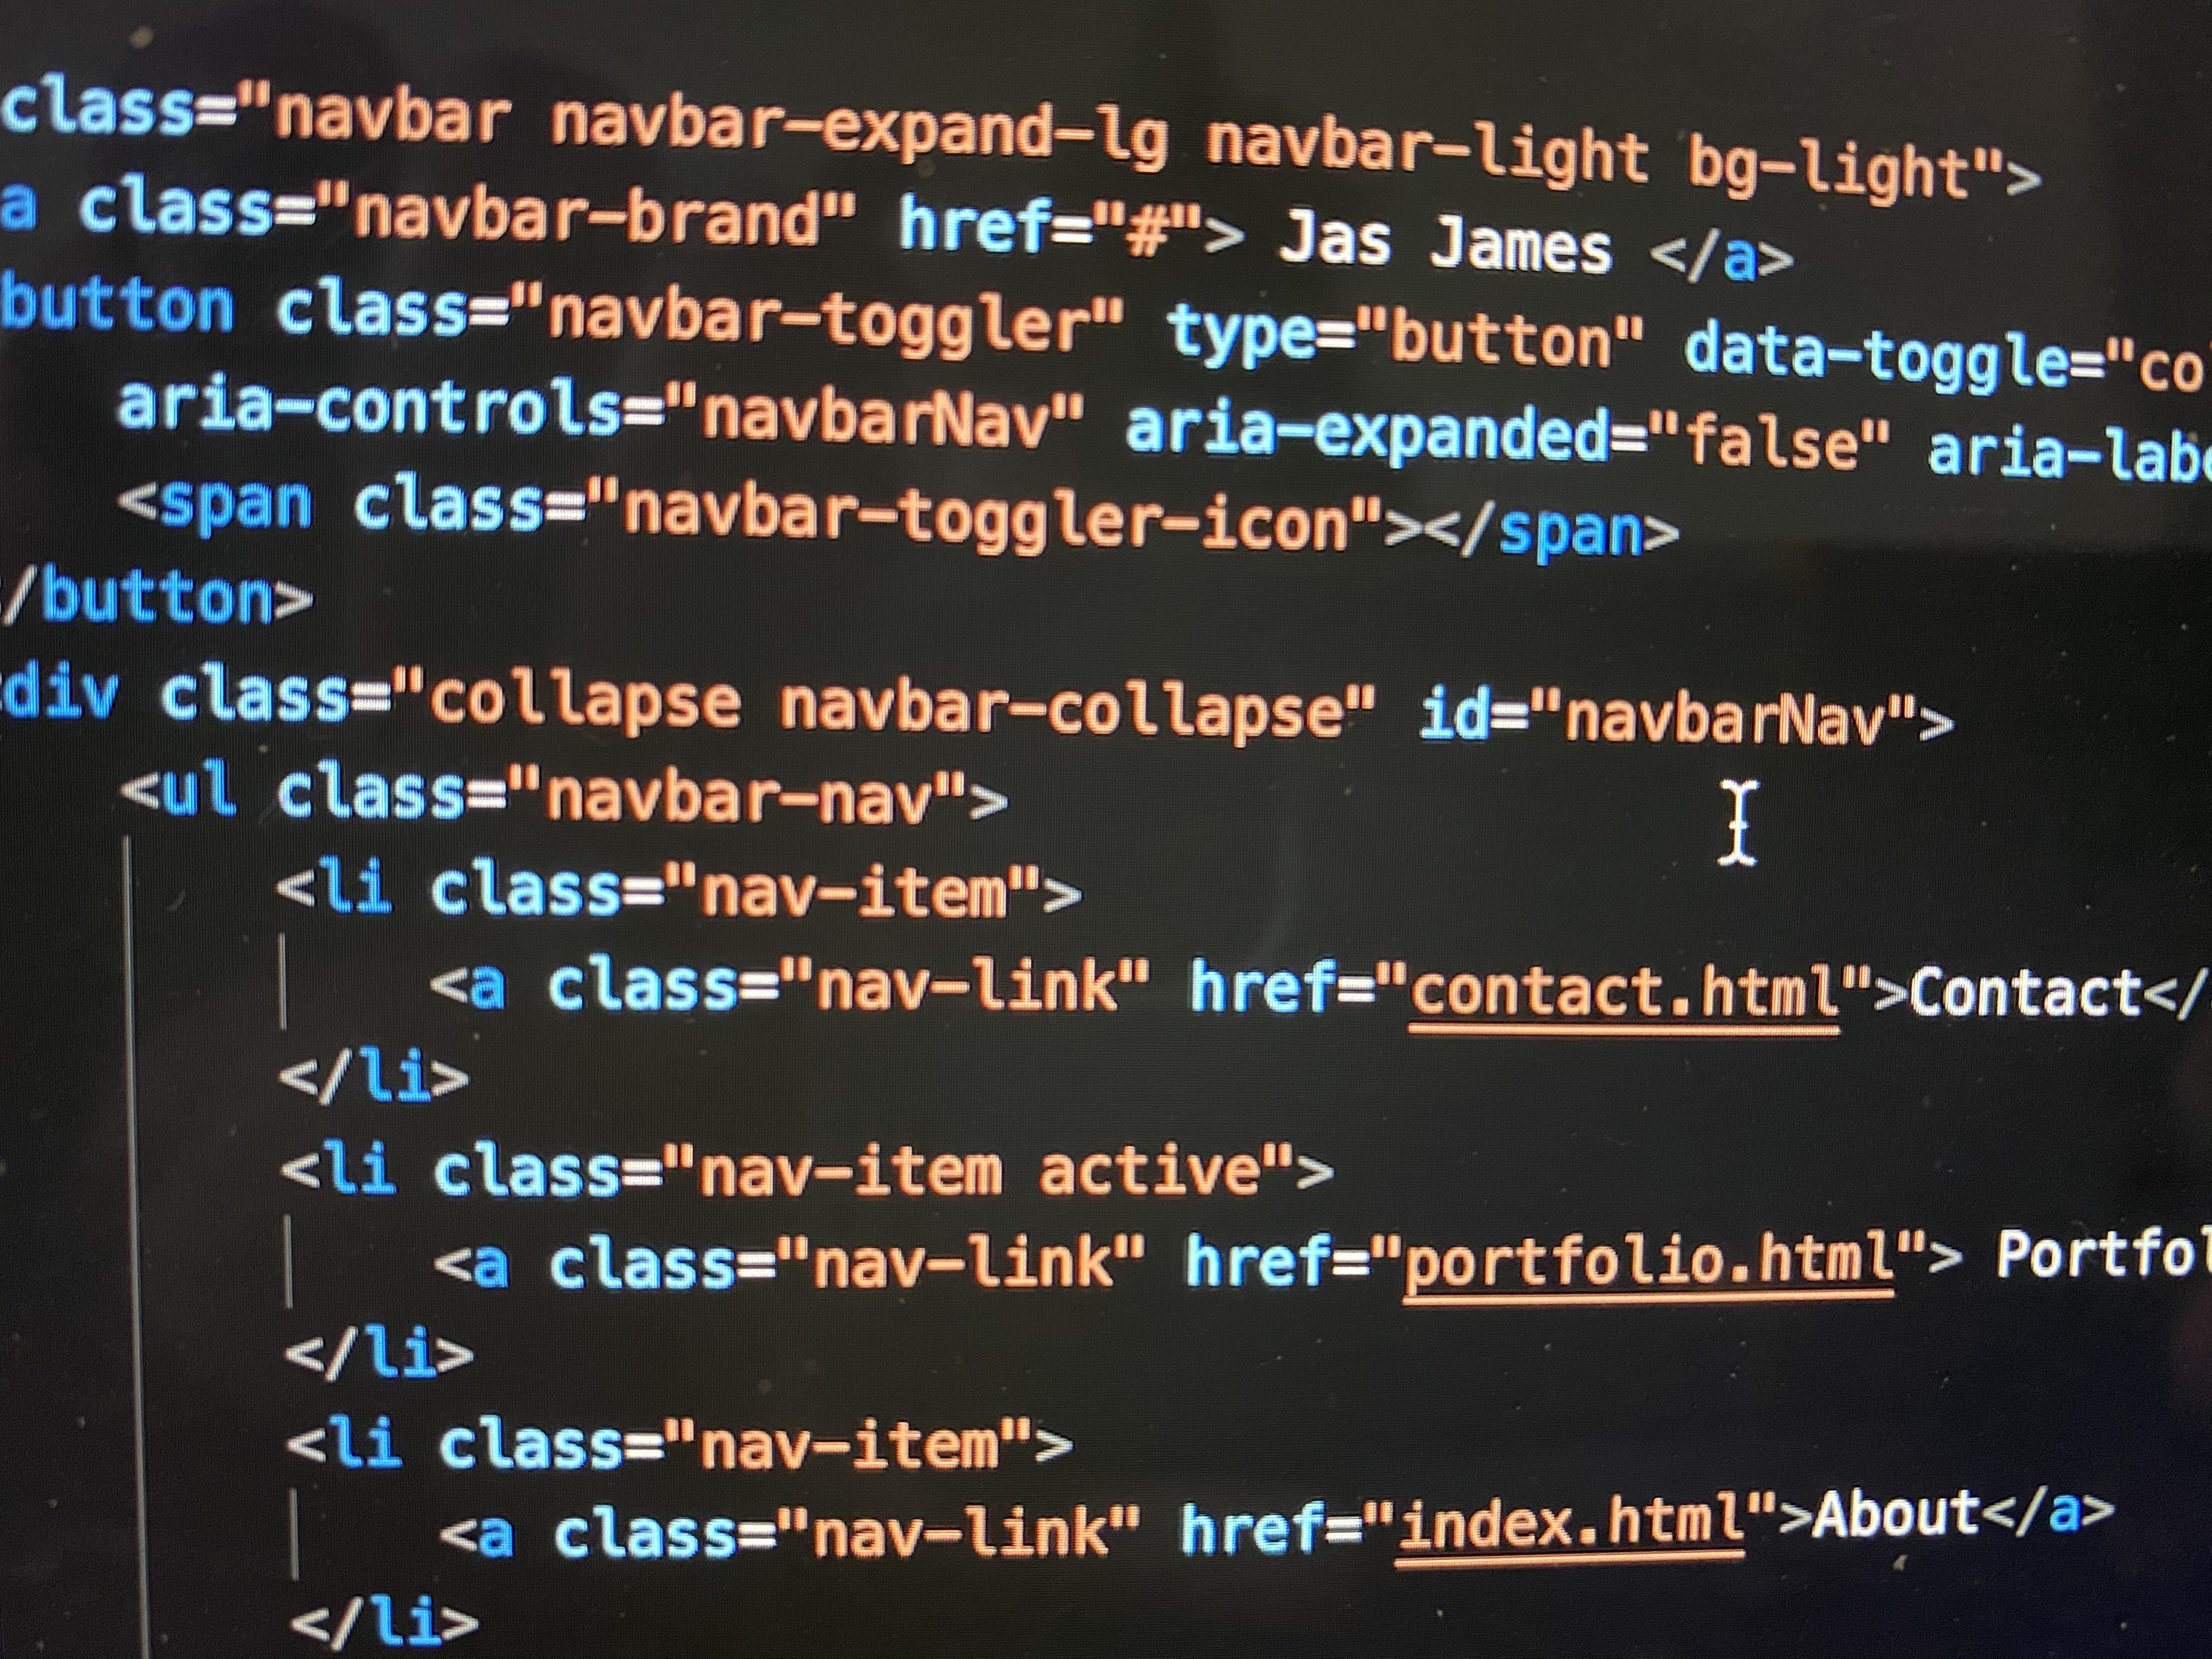 class="navbar navbar-expand-lg navbar-light bg-light">
a class="navbar-brand" href="#"> Jas James </a>
button class="navbar-toggler" type="button" data-toggle="co
aria-controls="navbarNav" aria-expanded="false" aria-labe
<span class="navbar-toggler-icon"></span>
/button>
div class="collapse navbar-collapse" id="navbarNav">
<ul class="navbar-nav">
<li class="nav-item">
<a class="nav-link" href="contact.html">Contact</
</li>
<li class="nav-item active">
<a class="nav-link" href="portfolio.html"> Portfol
</li>
<li class="nav-item">
<a class="nav-link" href="index.html">About</a>
</li>